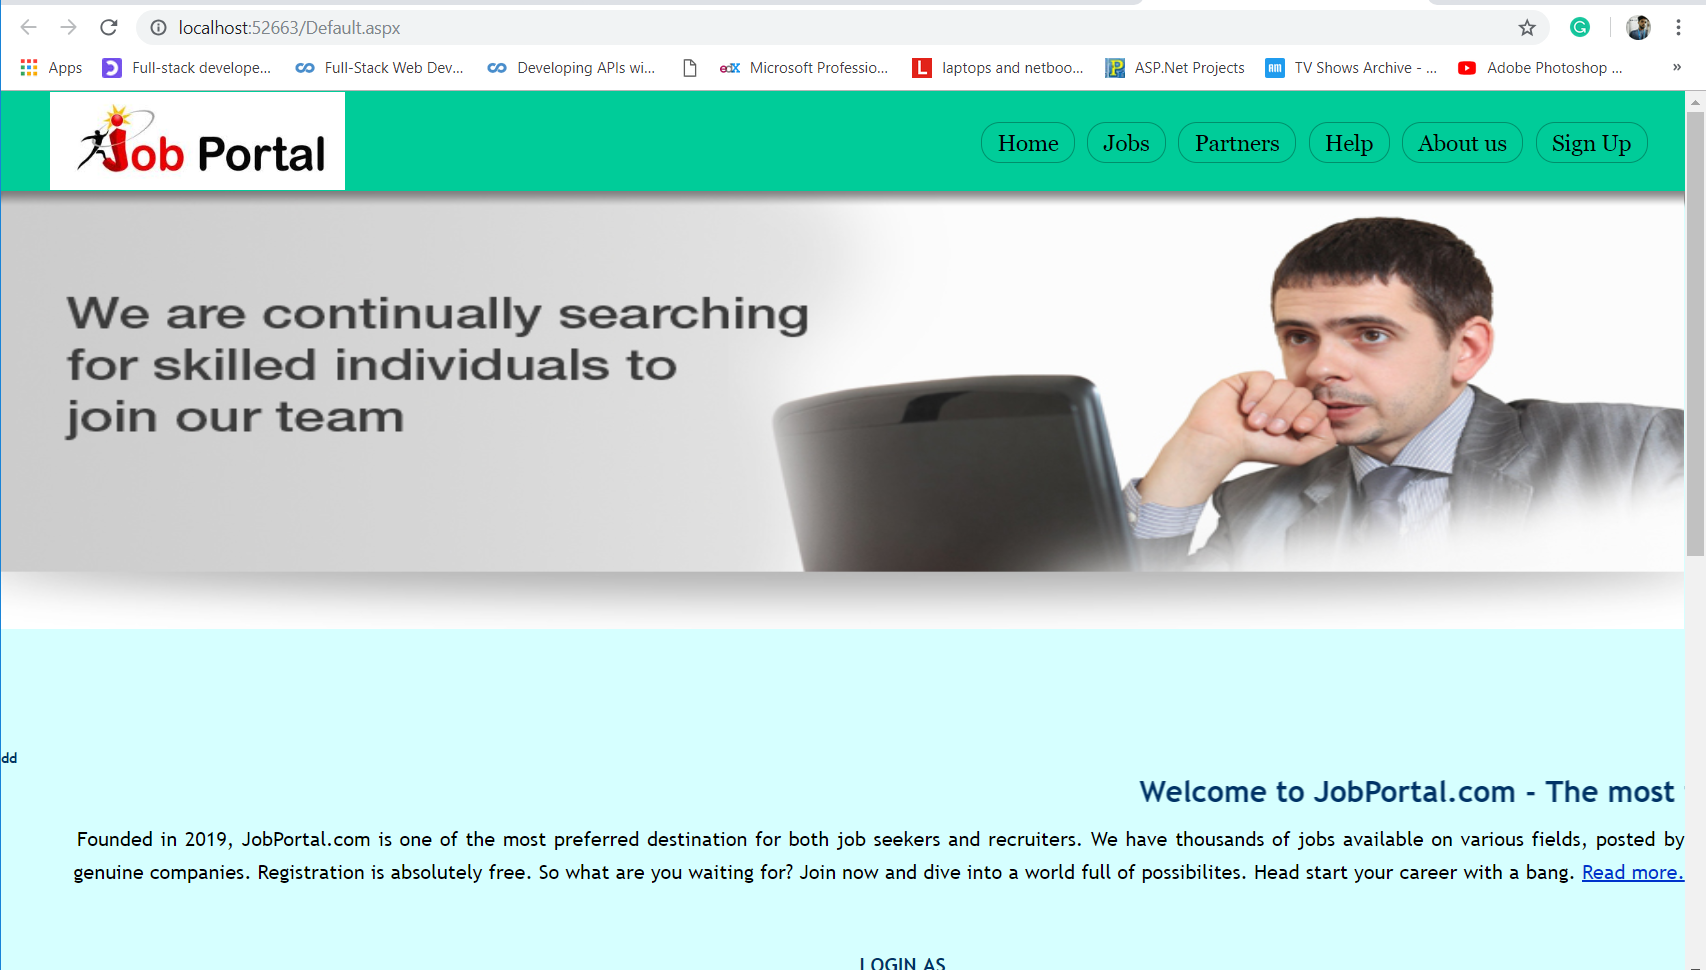 localhost:52663/Default.aspx
Apps
Full-stack develope...
Full-Stack Web Dev...
Developing APIs wi...
edX Microsoft Professio...
L laptops and netboo...
P ASP.Net Projects
AM TV Shows Archive - ...
Adobe Photoshop ...
»
Job Portal
Home
Jobs
Partners
Help
About us
Sign Up
We are continually searching
for skilled individuals to
join our team
dd
Welcome to JobPortal.com - The most
Founded in 2019, JobPortal.com is one of the most preferred destination for both job seekers and recruiters. We have thousands of jobs available on various fields, posted by
genuine companies. Registration is absolutely free. So what are you waiting for? Join now and dive into a world full of possibilites. Head start your career with a bang. Read more.
LOGIN AS